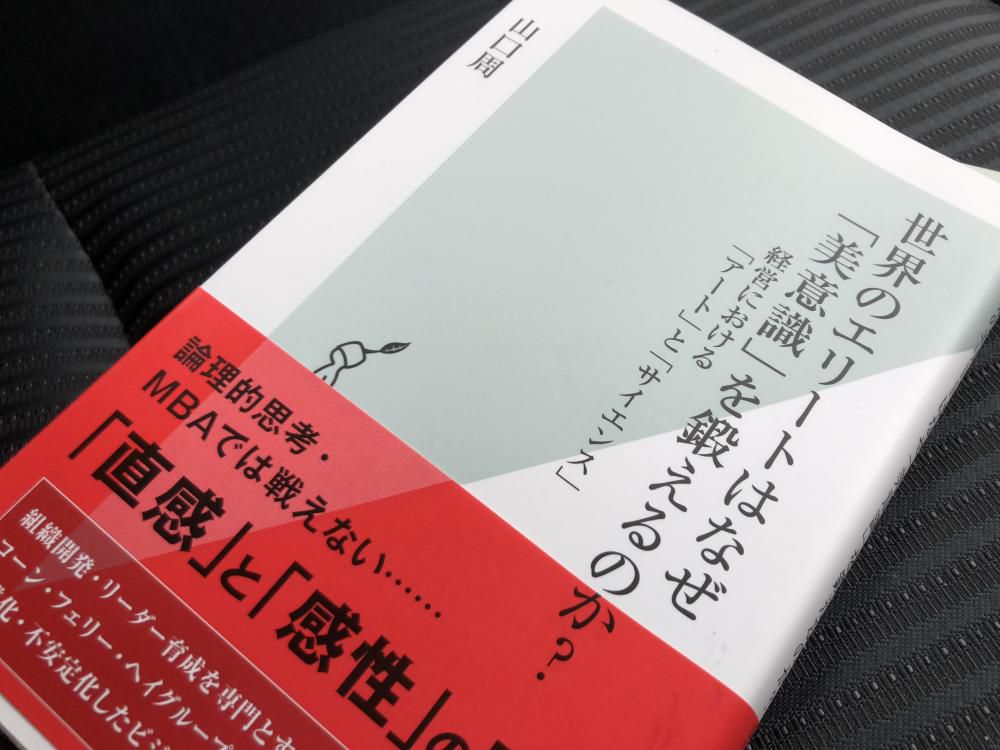 世界のエリートはなぜ
「美意識」を鍛えるのか?
経営における
「アート」と「サイエンス」
山口周
論理的思考・
MBAでは戦えない……
「直感」と「感性」の
組織開発・リーダー育成を専門とす
コーン・フェリー・ヘイグループ
化・不安定化したビジ